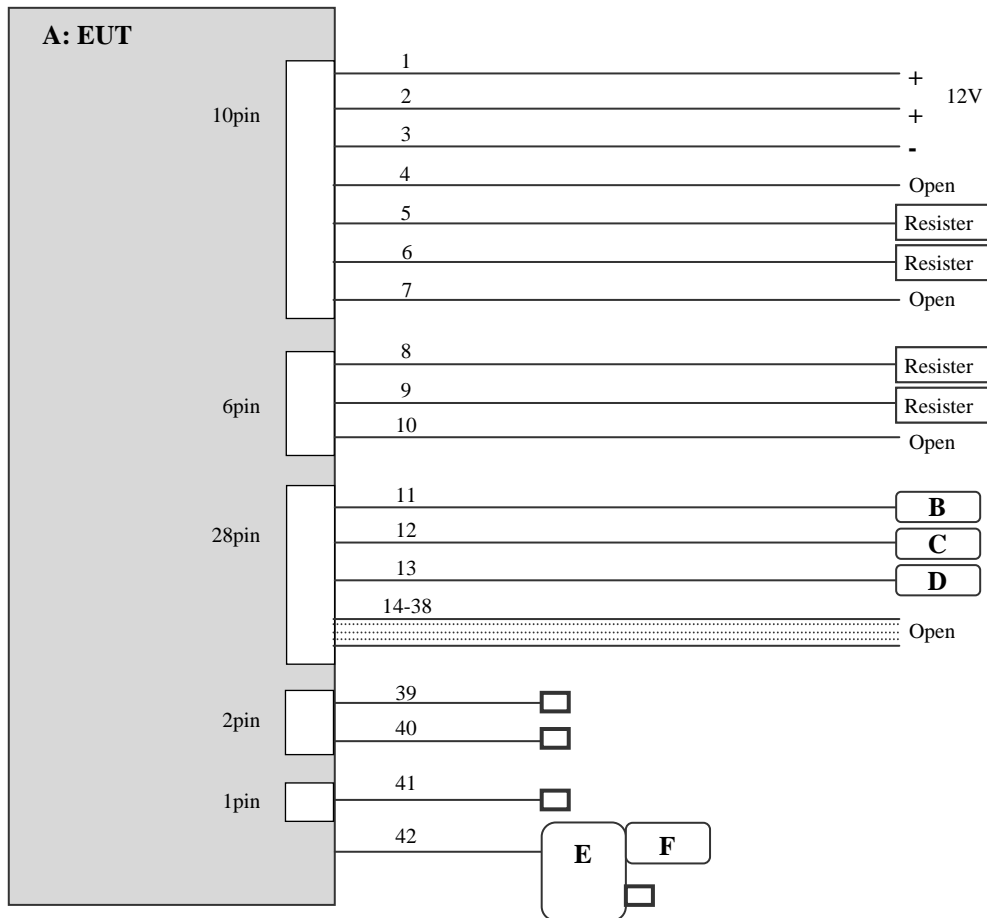 A: EUT
10pin
1
+
2
+
12V
3
-
4
Open
5
Resister
6
Resister
7
Open
6pin
8
Resister
9
Resister
10
Open
28pin
11
B
12
C
13
D
14-38
Open
2pin
39
40
1pin
41
42
E
F